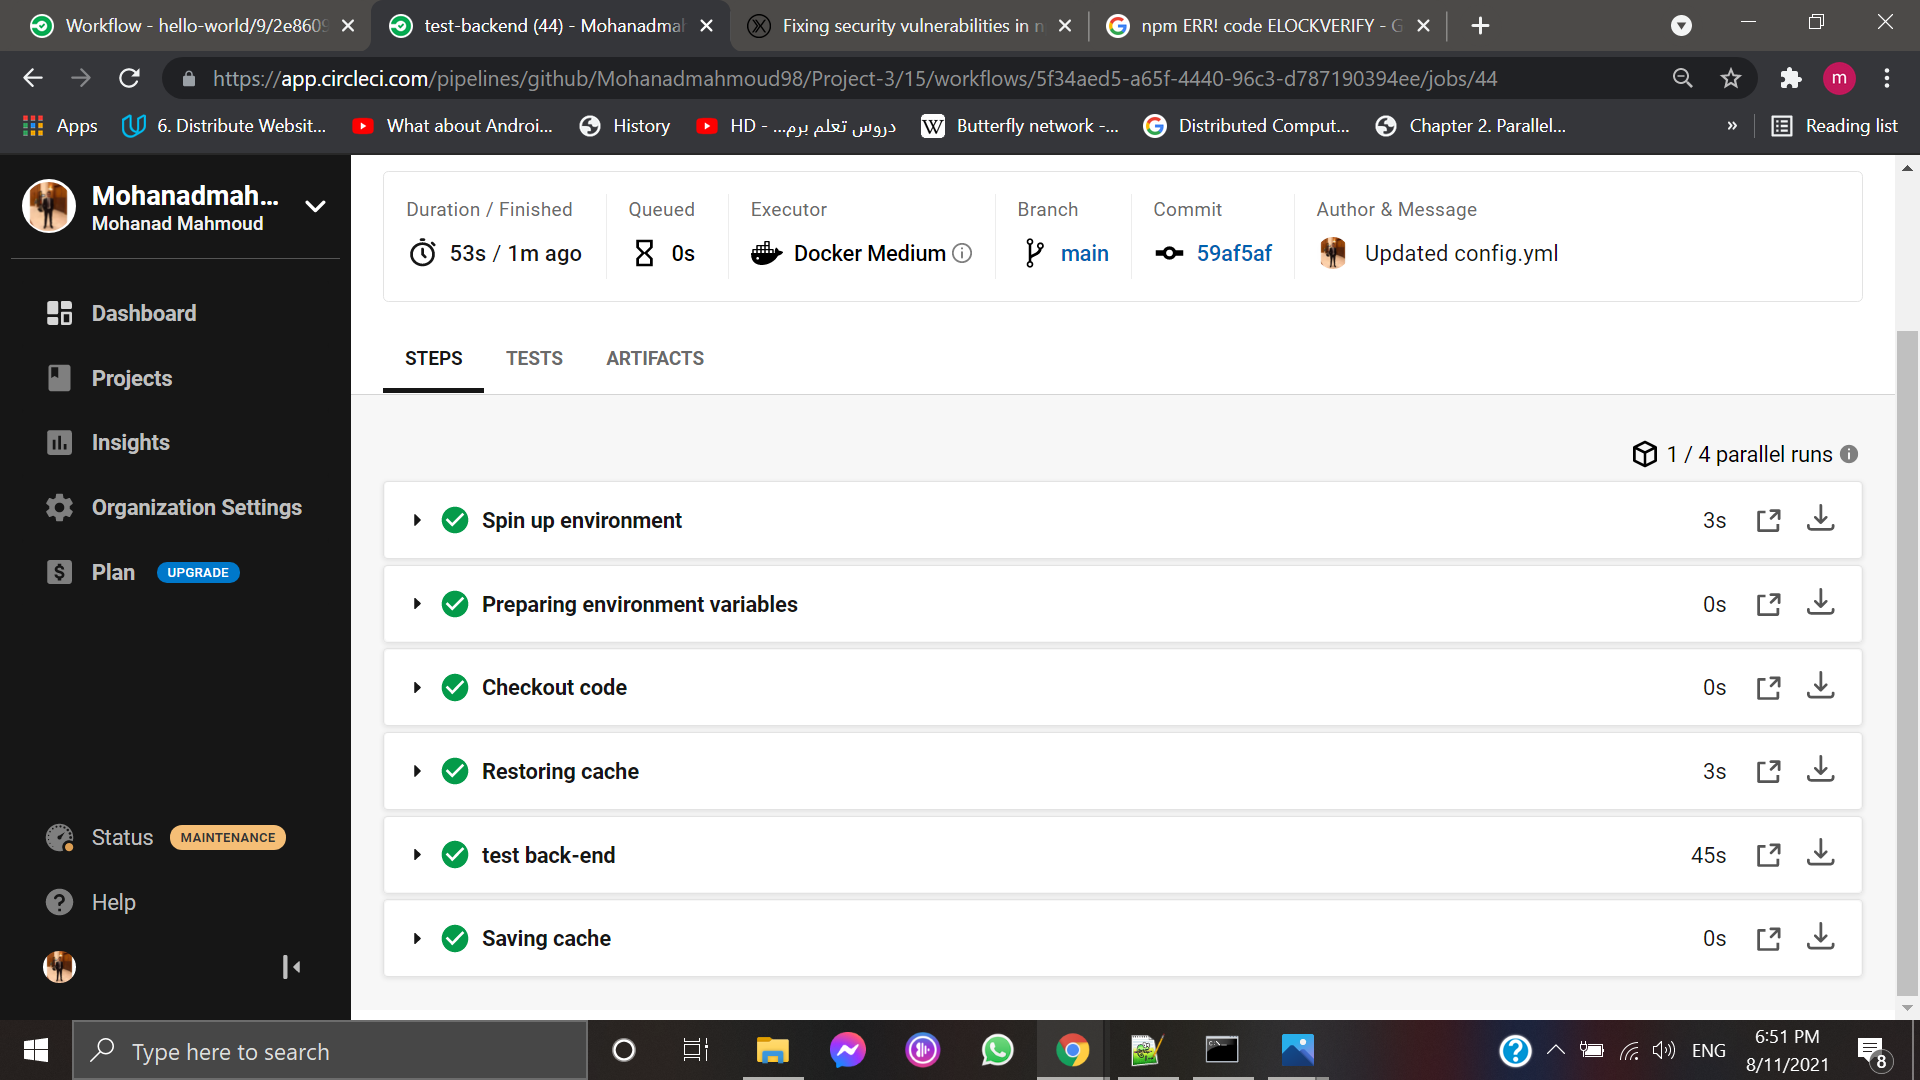 Workflow - hello-world/9/2e8609
test-backend (44) - Mohanadmah
Fixing security vulnerabilities in n
npm ERR! code ELOCKVERIFY - G
https://app.circleci.com/pipelines/github/Mohanadmahmoud98/Project-3/15/workflows/5f34aed5-a65f-4440-96c3-d787190394ee/jobs/44
m
Apps
6. Distribute Websit...
What about Androi...
History
HD - دروس تعلم برم...
W
Butterfly network -...
Distributed Comput...
Chapter 2. Parallel...
»
Reading list
Mohanadmah...
Mohanad Mahmoud
Dashboard
Projects
Insights
Organization Settings
Plan UPGRADE
Status MAINTENANCE
Help
Duration / Finished
53s / 1m ago
Queued
0s
Executor
Docker Medium
Branch
main
Commit
59af5af
Author & Message
Updated config.yml
STEPS TESTS ARTIFACTS
1 / 4 parallel runs
Spin up environment 3s
Preparing environment variables 0s
Checkout code 0s
Restoring cache 3s
test back-end 45s
Saving cache 0s
Type here to search
ENG
6:51 PM
8/11/2021
8